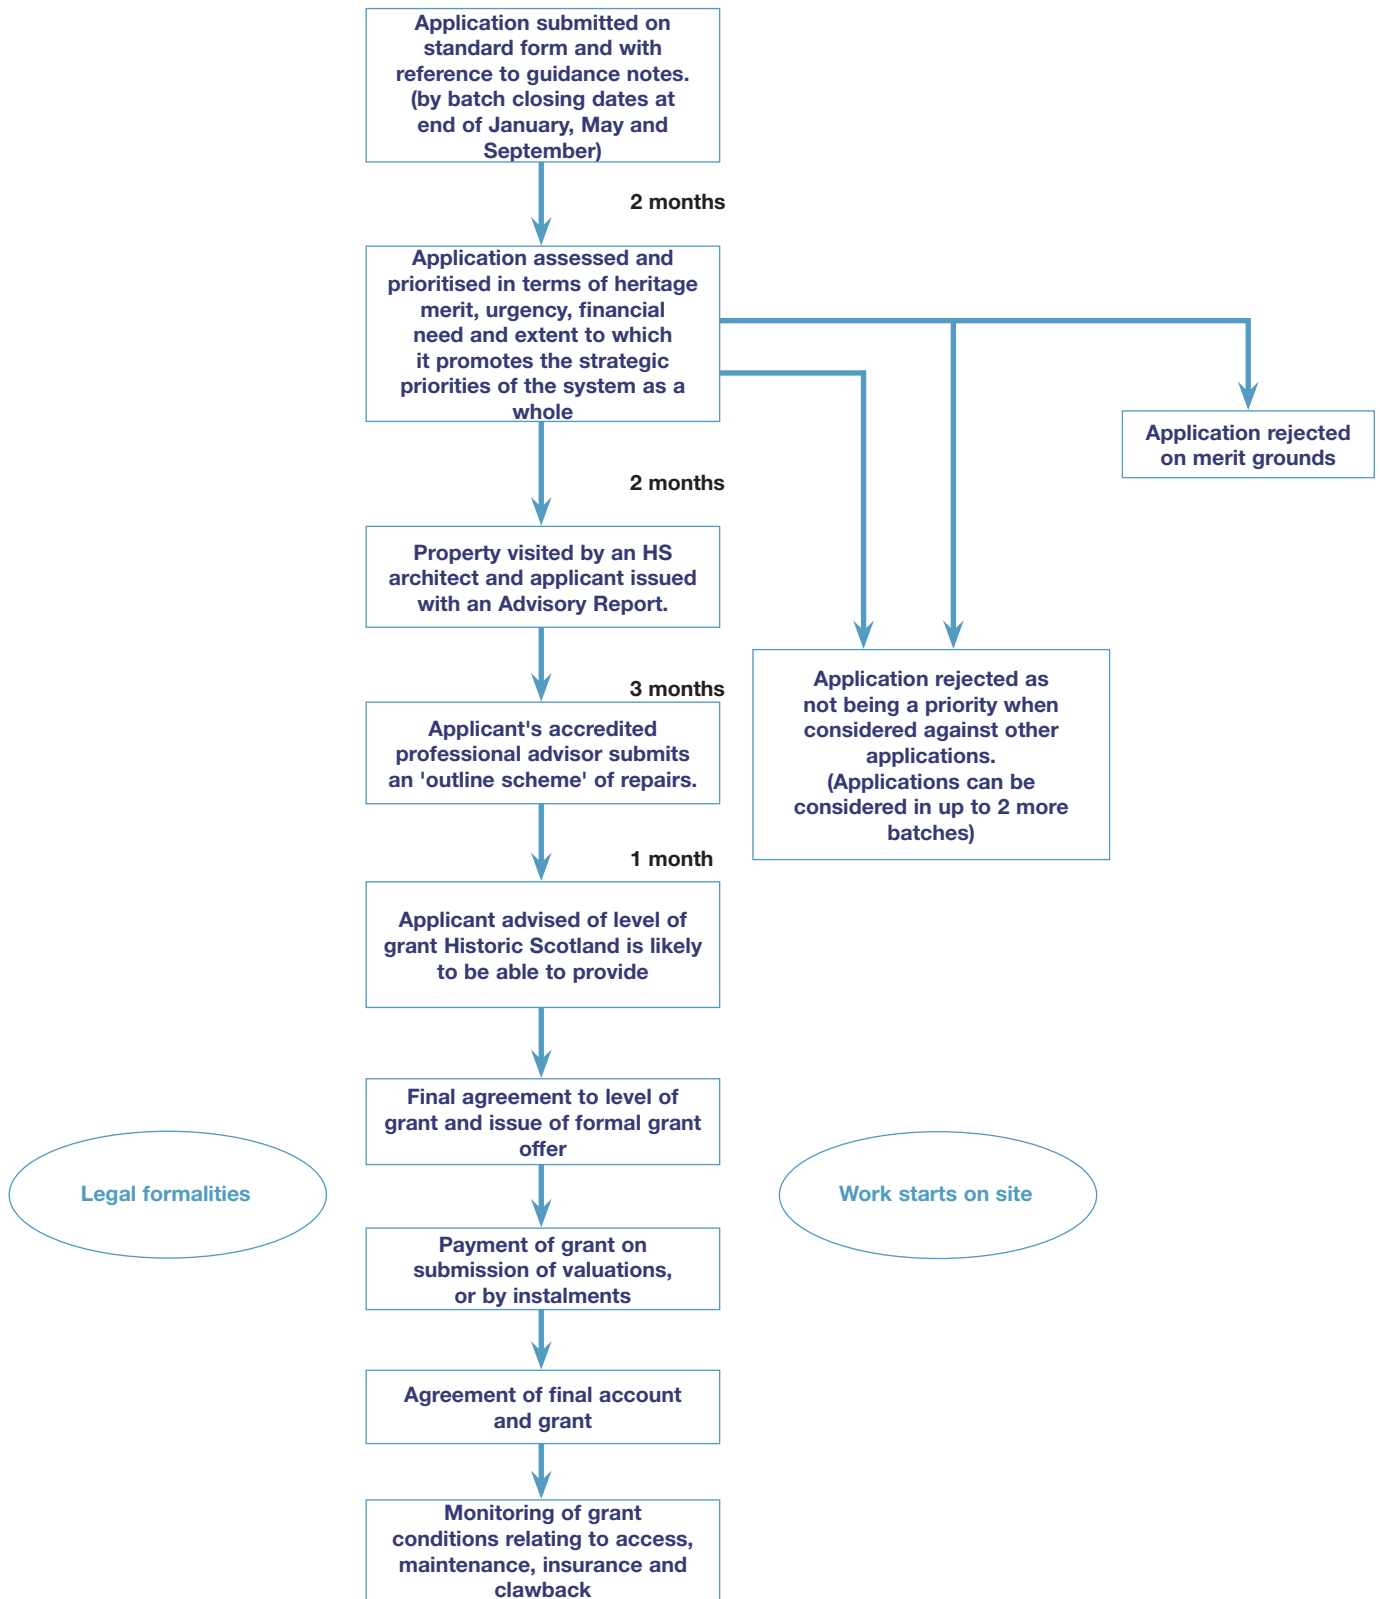 Application submitted on
standard form and with
reference to guidance notes.
(by batch closing dates at
end of January, May and
September)
2 months
Application assessed and
prioritised in terms of heritage
merit, urgency, financial
need and extent to which
it promotes the strategic
priorities of the system as a
whole
Application rejected
on merit grounds
2 months
Property visited by an HS
architect and applicant issued
with an Advisory Report.
3 months
Applicant's accredited
professional advisor submits
an 'outline scheme' of repairs.
Application rejected as
not being a priority when
considered against other
applications.
(Applications can be
considered in up to 2 more
batches)
1 month
Applicant advised of level of
grant Historic Scotland is likely
to be able to provide
Final agreement to level of
grant and issue of formal grant
offer
Legal formalities
Work starts on site
Payment of grant on
submission of valuations,
or by instalments
Agreement of final account
and grant
Monitoring of grant
conditions relating to access,
maintenance, insurance and
clawback